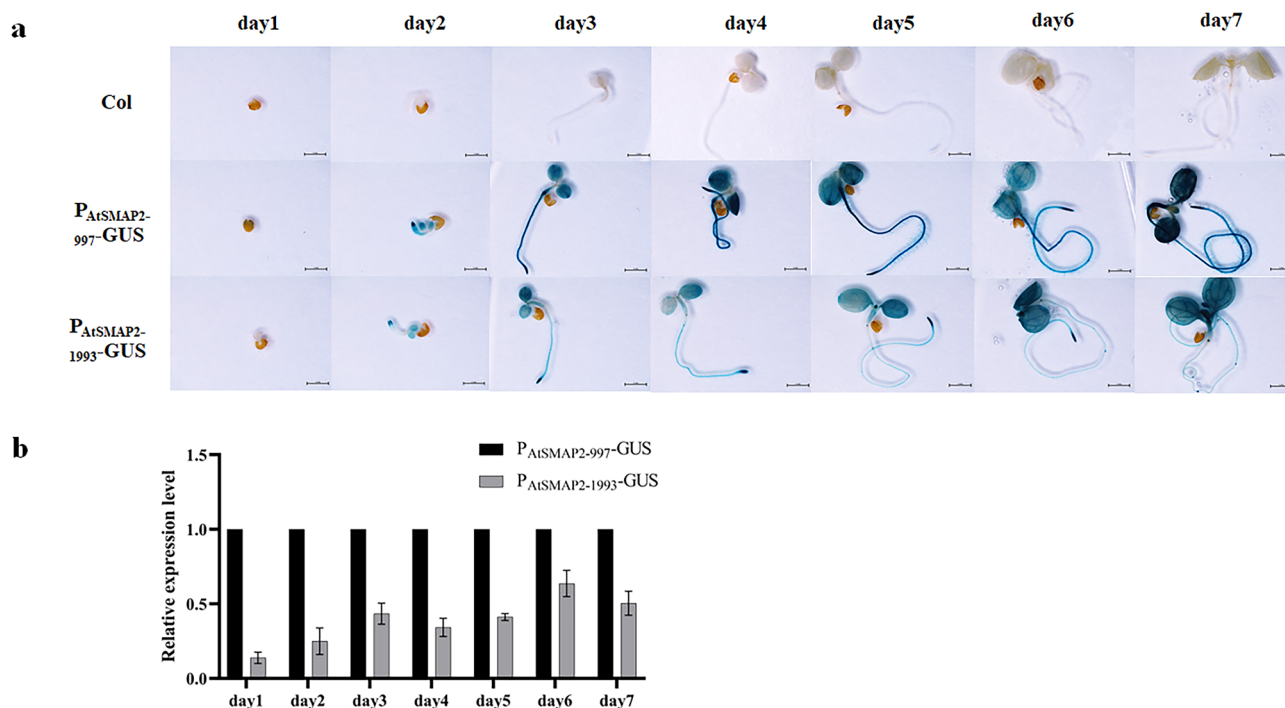 a
day1 day2 day3 day4 day5 day6 day7
Col
PAtSMAP2-
997-GUS
PAtSMAP2-
1993-GUS
b
PAtSMAP2-997-GUS
PAtSMAP2-1993-GUS
Relative expression level
1.5
1.0
0.5
0.0
day1 day2 day3 day4 day5 day6 day7